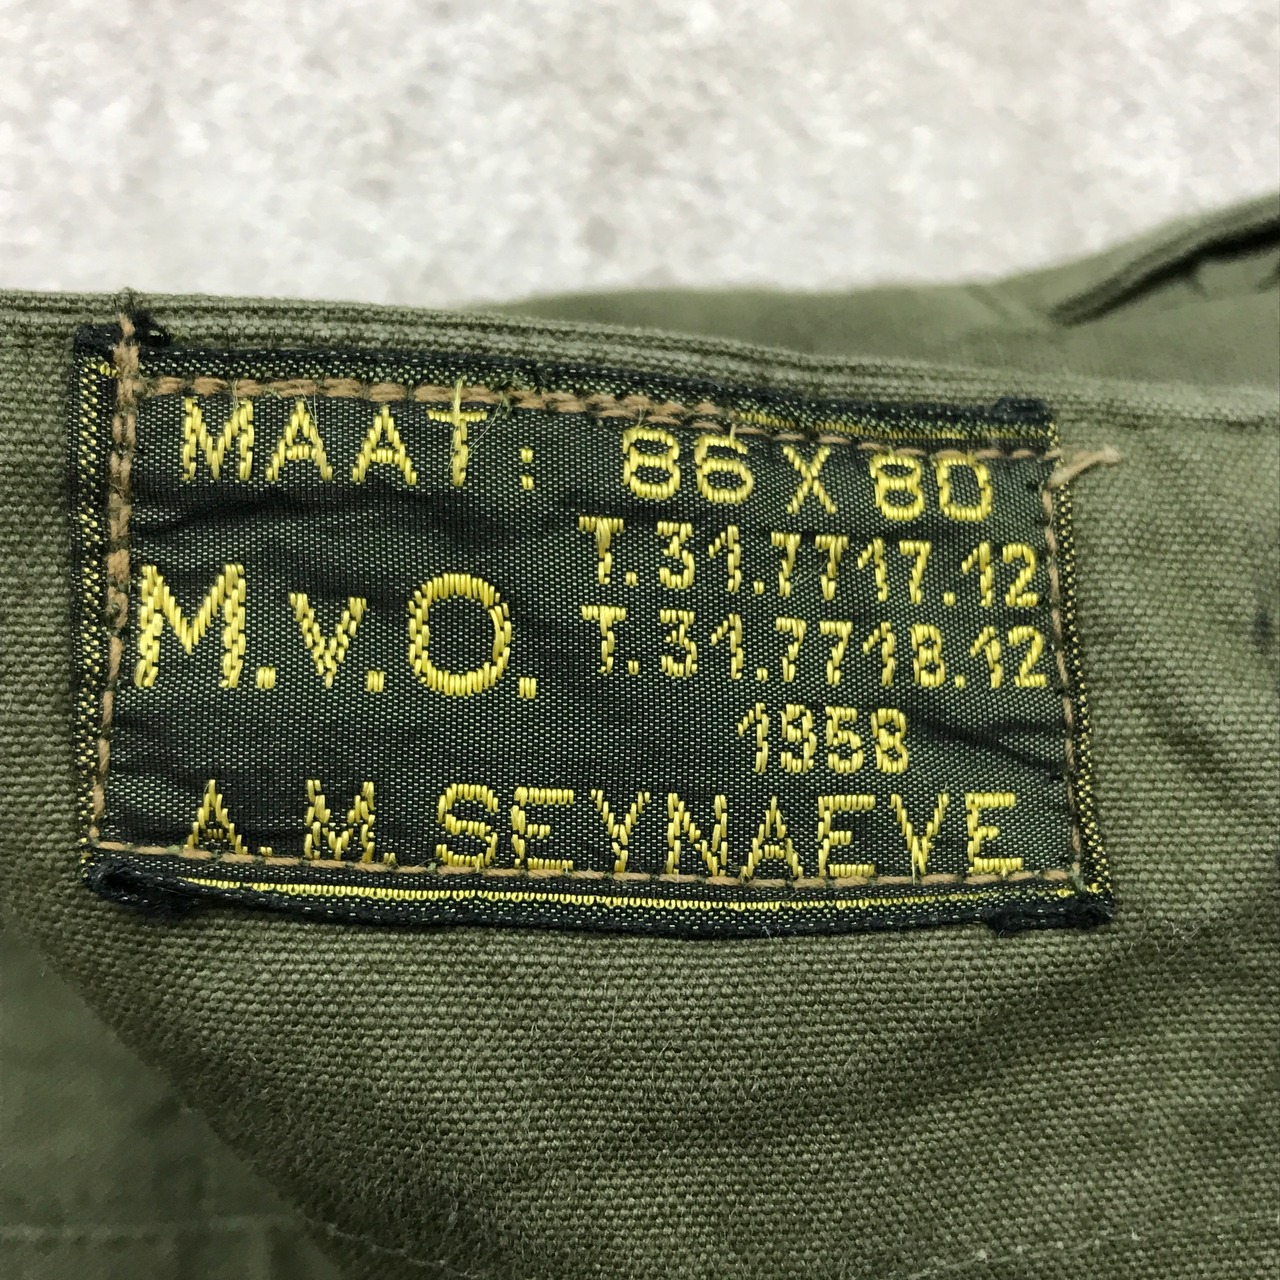 MAAT: 86 X 80
T.31.7717.12
M.v.O. T.31.7718.12
1958
A.M. SEYNAEVE